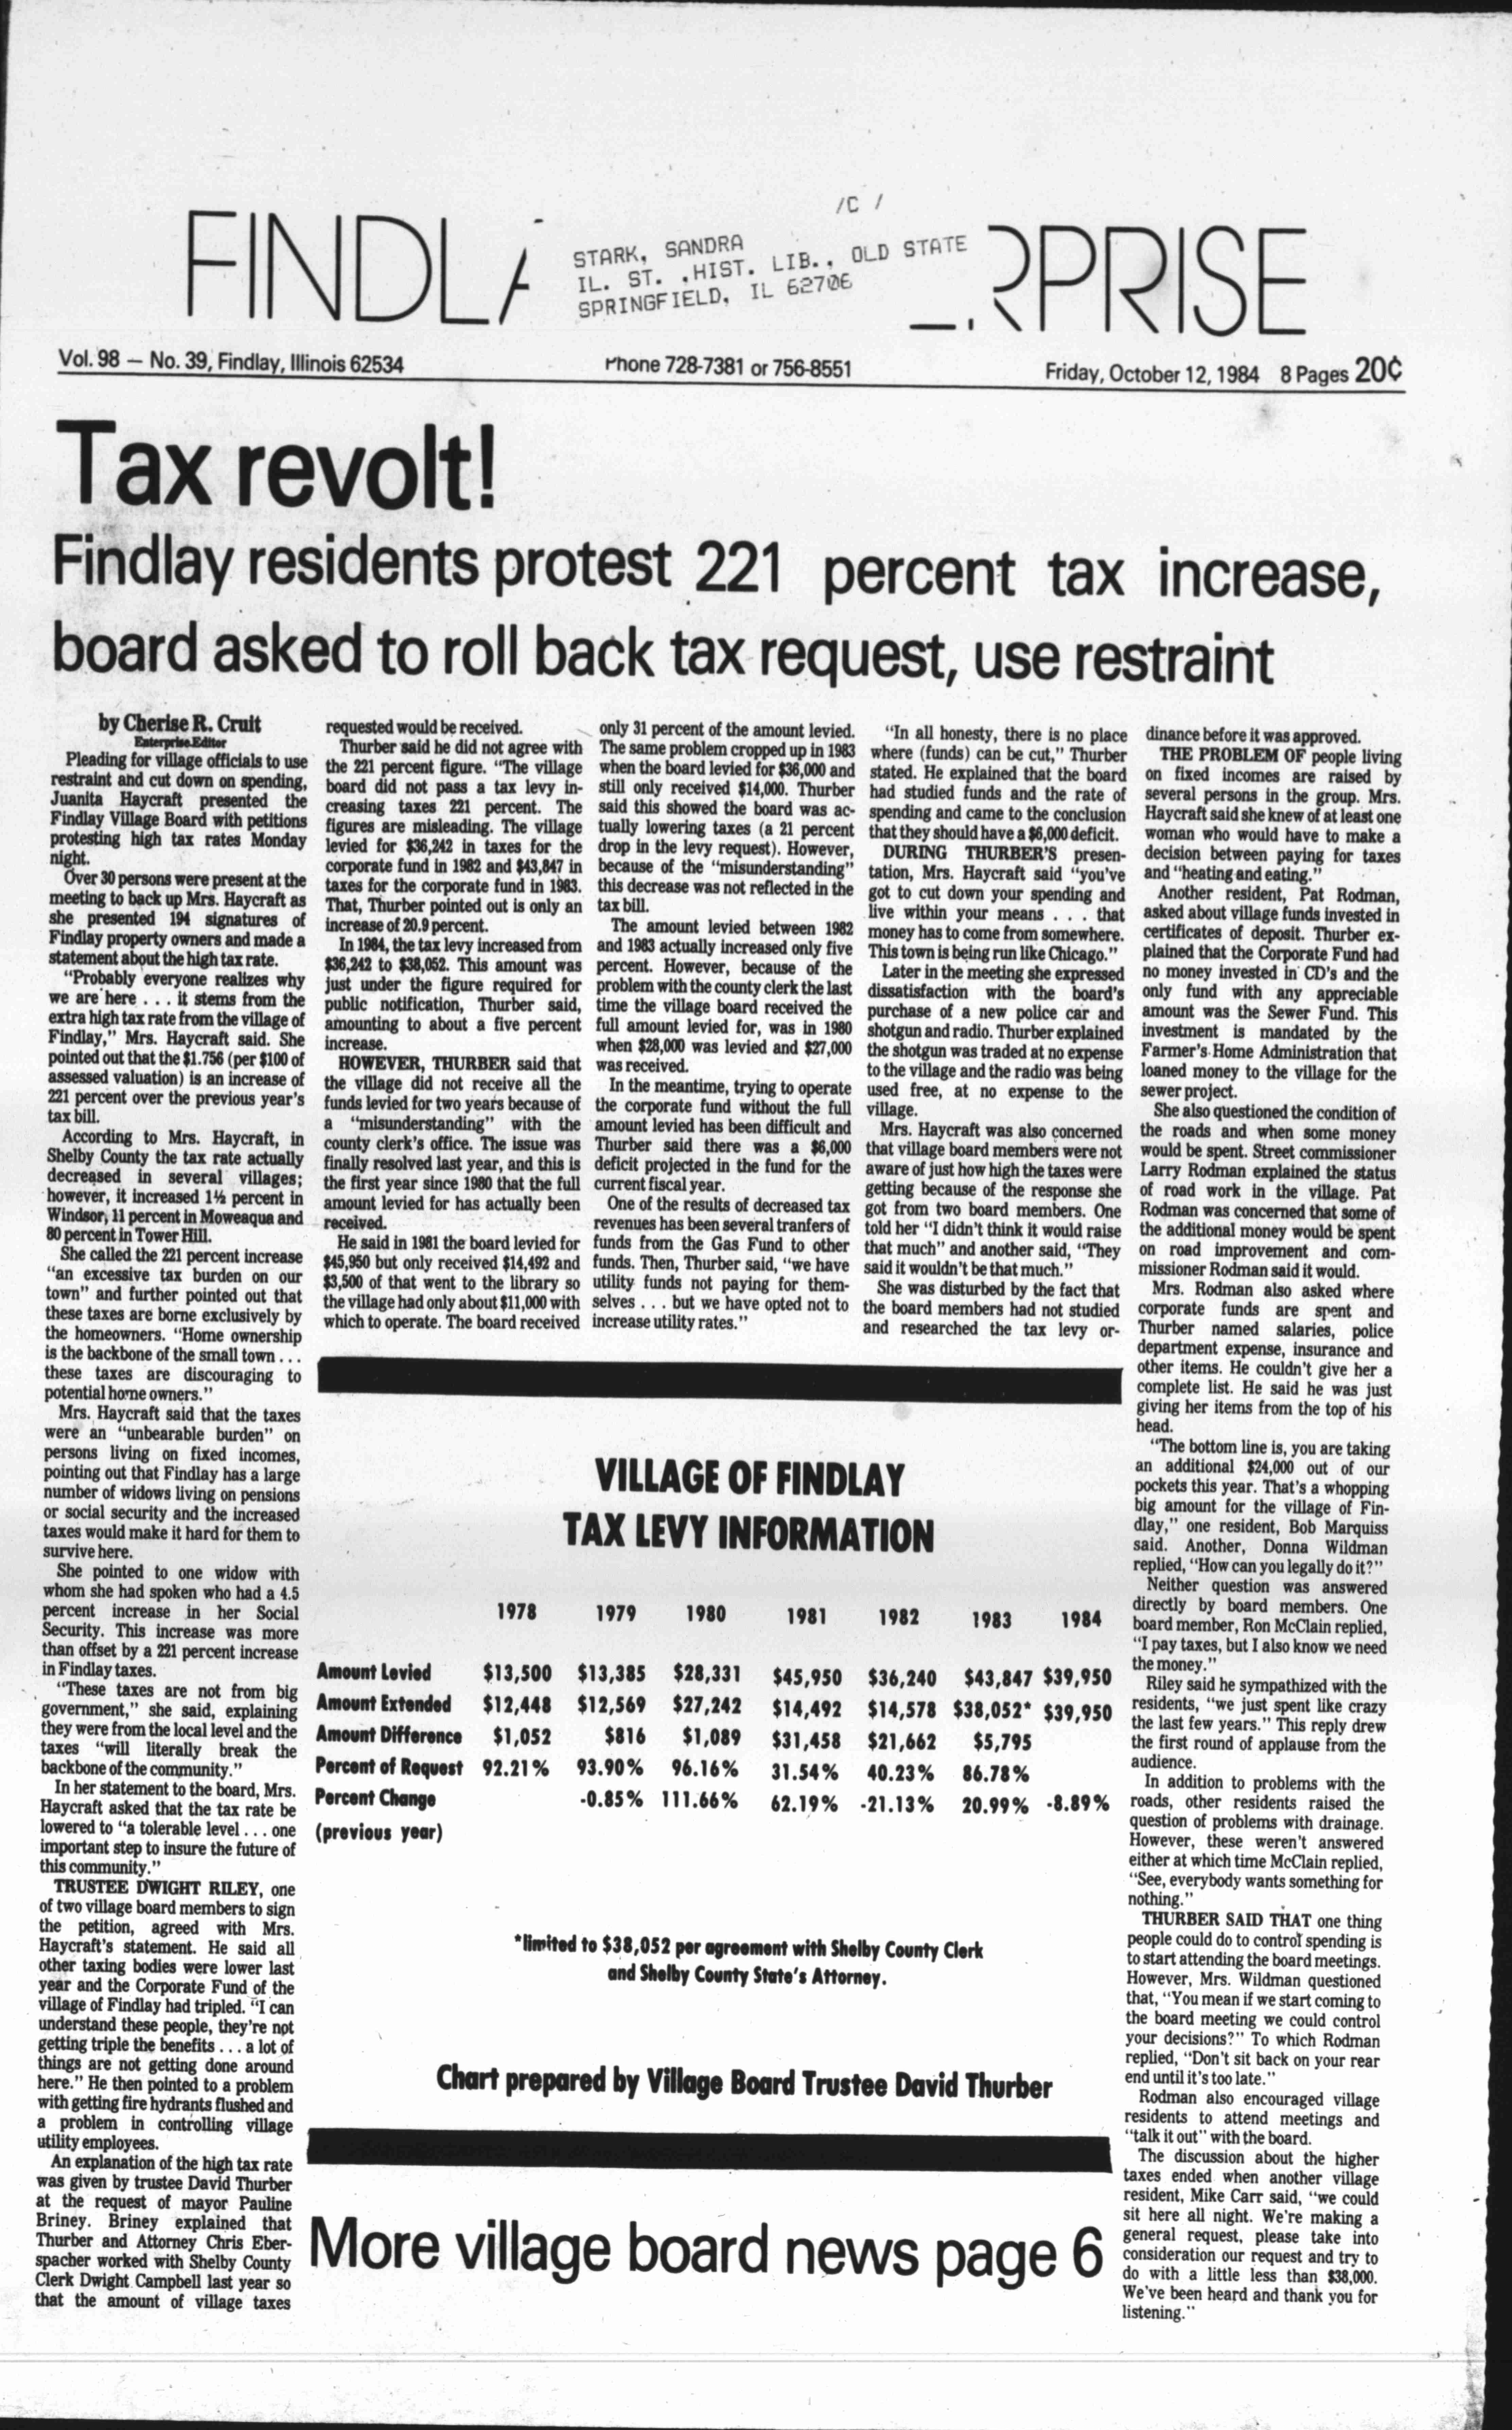 /C /
STARK, SANDRA
IL. ST. .HIST. LIB., OLD STATE
SPRINGFIELD, IL 62706
FINDLA RPRISE
Vol. 98 — No. 39, Findlay, Illinois 62534
Phone 728-7381 or 756-8551
Friday, October 12, 1984 8 Pages 20¢
Tax revolt!
Findlay residents protest 221 percent tax increase,
board asked to roll back tax request, use restraint
by Cherise R. Cruit
Enterprise Editor
Pleading for village officials to use
restraint and cut down on spending,
Juanita Haycraft presented the
Findlay Village Board with petitions
protesting high tax rates Monday
night.
Over 30 persons were present at the
meeting to back up Mrs. Haycraft as
she presented 194 signatures of
Findlay property owners and made a
statement about the high tax rate.
"Probably everyone realizes why
we are here . . . it stems from the
extra high tax rate from the village of
Findlay," Mrs. Haycraft said. She
pointed out that the $1.756 (per $100 of
assessed valuation) is an increase of
221 percent over the previous year's
tax bill.
According to Mrs. Haycraft, in
Shelby County the tax rate actually
decreased in several villages;
however, it increased 1½ percent in
Windsor, 11 percent in Moweaqua and
80 percent in Tower Hill.
She called the 221 percent increase
"an excessive tax burden on our
town" and further pointed out that
these taxes are borne exclusively by
the homeowners. "Home ownership
is the backbone of the small town . . .
these taxes are discouraging to
potential home owners."
Mrs. Haycraft said that the taxes
were an "unbearable burden" on
persons living on fixed incomes,
pointing out that Findlay has a large
number of widows living on pensions
or social security and the increased
taxes would make it hard for them to
survive here.
She pointed to one widow with
whom she had spoken who had a 4.5
percent increase in her Social
Security. This increase was more
than offset by a 221 percent increase
in Findlay taxes.
"These taxes are not from big
government," she said, explaining
they were from the local level and the
taxes "will literally break the
backbone of the community."
In her statement to the board, Mrs.
Haycraft asked that the tax rate be
lowered to "a tolerable level . . . one
important step to insure the future of
this community."
TRUSTEE DWIGHT RILEY, one
of two village board members to sign
the petition, agreed with Mrs.
Haycraft's statement. He said all
other taxing bodies were lower last
year and the Corporate Fund of the
village of Findlay had tripled. "I can
understand these people, they're not
getting triple the benefits . . . a lot of
things are not getting done around
here." He then pointed to a problem
with getting fire hydrants flushed and
a problem in controlling village
utility employees.
An explanation of the high tax rate
was given by trustee David Thurber
at the request of mayor Pauline
Briney. Briney explained that
Thurber and Attorney Chris Eber-
spacher worked with Shelby County
Clerk Dwight Campbell last year so
that the amount of village taxes
requested would be received.
Thurber said he did not agree with
the 221 percent figure. "The village
board did not pass a tax levy in-
creasing taxes 221 percent. The
figures are misleading. The village
levied for $36,242 in taxes for the
corporate fund in 1982 and $43,847 in
taxes for the corporate fund in 1983.
That, Thurber pointed out is only an
increase of 20.9 percent.
In 1984, the tax levy increased from
$36,242 to $38,052. This amount was
just under the figure required for
public notification, Thurber said,
amounting to about a five percent
increase.
HOWEVER, THURBER said that
the village did not receive all the
funds levied for two years because of
a "misunderstanding" with the
county clerk's office. The issue was
finally resolved last year, and this is
the first year since 1980 that the full
amount levied for has actually been
received.
He said in 1981 the board levied for
$45,950 but only received $14,492 and
$3,500 of that went to the library so
the village had only about $11,000 with
which to operate. The board received
only 31 percent of the amount levied.
The same problem cropped up in 1983
when the board levied for $36,000 and
still only received $14,000. Thurber
said this showed the board was ac-
tually lowering taxes (a 21 percent
drop in the levy request). However,
because of the "misunderstanding"
this decrease was not reflected in the
tax bill.
The amount levied between 1982
and 1983 actually increased only five
percent. However, because of the
problem with the county clerk the last
time the village board received the
full amount levied for, was in 1980
when $28,000 was levied and $27,000
was received.
In the meantime, trying to operate
the corporate fund without the full
amount levied has been difficult and
Thurber said there was a $6,000
deficit projected in the fund for the
current fiscal year.
One of the results of decreased tax
revenues has been several tranfers of
funds from the Gas Fund to other
funds. Then, Thurber said, "we have
utility funds not paying for them-
selves . . . but we have opted not to
increase utility rates."
"In all honesty, there is no place
where (funds) can be cut," Thurber
stated. He explained that the board
had studied funds and the rate of
spending and came to the conclusion
that they should have a $6,000 deficit.
DURING THURBER'S presen-
tation, Mrs. Haycraft said "you've
got to cut down your spending and
live within your means . . . that
money has to come from somewhere.
This town is being run like Chicago."
Later in the meeting she expressed
dissatisfaction with the board's
purchase of a new police car and
shotgun and radio. Thurber explained
the shotgun was traded at no expense
to the village and the radio was being
used free, at no expense to the
village.
Mrs. Haycraft was also concerned
that village board members were not
aware of just how high the taxes were
getting because of the response she
got from two board members. One
told her "I didn't think it would raise
that much" and another said, "They
said it wouldn't be that much."
She was disturbed by the fact that
the board members had not studied
and researched the tax levy or-
dinance before it was approved.
THE PROBLEM OF people living
on fixed incomes are raised by
several persons in the group. Mrs.
Haycraft said she knew of at least one
woman who would have to make a
decision between paying for taxes
and "heating and eating."
Another resident, Pat Rodman,
asked about village funds invested in
certificates of deposit. Thurber ex-
plained that the Corporate Fund had
no money invested in CD's and the
only fund with any appreciable
amount was the Sewer Fund. This
investment is mandated by the
Farmer's Home Administration that
loaned money to the village for the
sewer project.
She also questioned the condition of
the roads and when some money
would be spent. Street commissioner
Larry Rodman explained the status
of road work in the village. Pat
Rodman was concerned that some of
the additional money would be spent
on road improvement and com-
missioner Rodman said it would.
Mrs. Rodman also asked where
corporate funds are spent and
Thurber named salaries, police
department expense, insurance and
other items. He couldn't give her a
complete list. He said he was just
giving her items from the top of his
head.
"The bottom line is, you are taking
an additional $24,000 out of our
pockets this year. That's a whopping
big amount for the village of Fin-
dlay," one resident, Bob Marquiss
said. Another, Donna Wildman
replied, "How can you legally do it?"
Neither question was answered
directly by board members. One
board member, Ron McClain replied,
"I pay taxes, but I also know we need
the money."
Riley said he sympathized with the
residents, "we just spent like crazy
the last few years." This reply drew
the first round of applause from the
audience.
In addition to problems with the
roads, other residents raised the
question of problems with drainage.
However, these weren't answered
either at which time McClain replied,
"See, everybody wants something for
nothing."
THURBER SAID THAT one thing
people could do to control spending is
to start attending the board meetings.
However, Mrs. Wildman questioned
that, "You mean if we start coming to
the board meeting we could control
your decisions?" To which Rodman
replied, "Don't sit back on your rear
end until it's too late."
Rodman also encouraged village
residents to attend meetings and
"talk it out" with the board.
The discussion about the higher
taxes ended when another village
resident, Mike Carr said, "we could
sit here all night. We're making a
general request, please take into
consideration our request and try to
do with a little less than $38,000.
We've been heard and thank you for
listening."
VILLAGE OF FINDLAY
TAX LEVY INFORMATION
1978 1979 1980 1981 1982 1983 1984
Amount Levied $13,500 $13,385 $28,331 $45,950 $36,240 $43,847 $39,950
Amount Extended $12,448 $12,569 $27,242 $14,492 $14,578 $38,052* $39,950
Amount Difference $1,052 $816 $1,089 $31,458 $21,662 $5,795
Percent of Request 92.21% 93.90% 96.16% 31.54% 40.23% 86.78%
Percent Change -0.85% 111.66% 62.19% -21.13% 20.99% -8.89%
(previous year)
*limited to $38,052 per agreement with Shelby County Clerk
and Shelby County State's Attorney.
Chart prepared by Village Board Trustee David Thurber
More village board news page 6